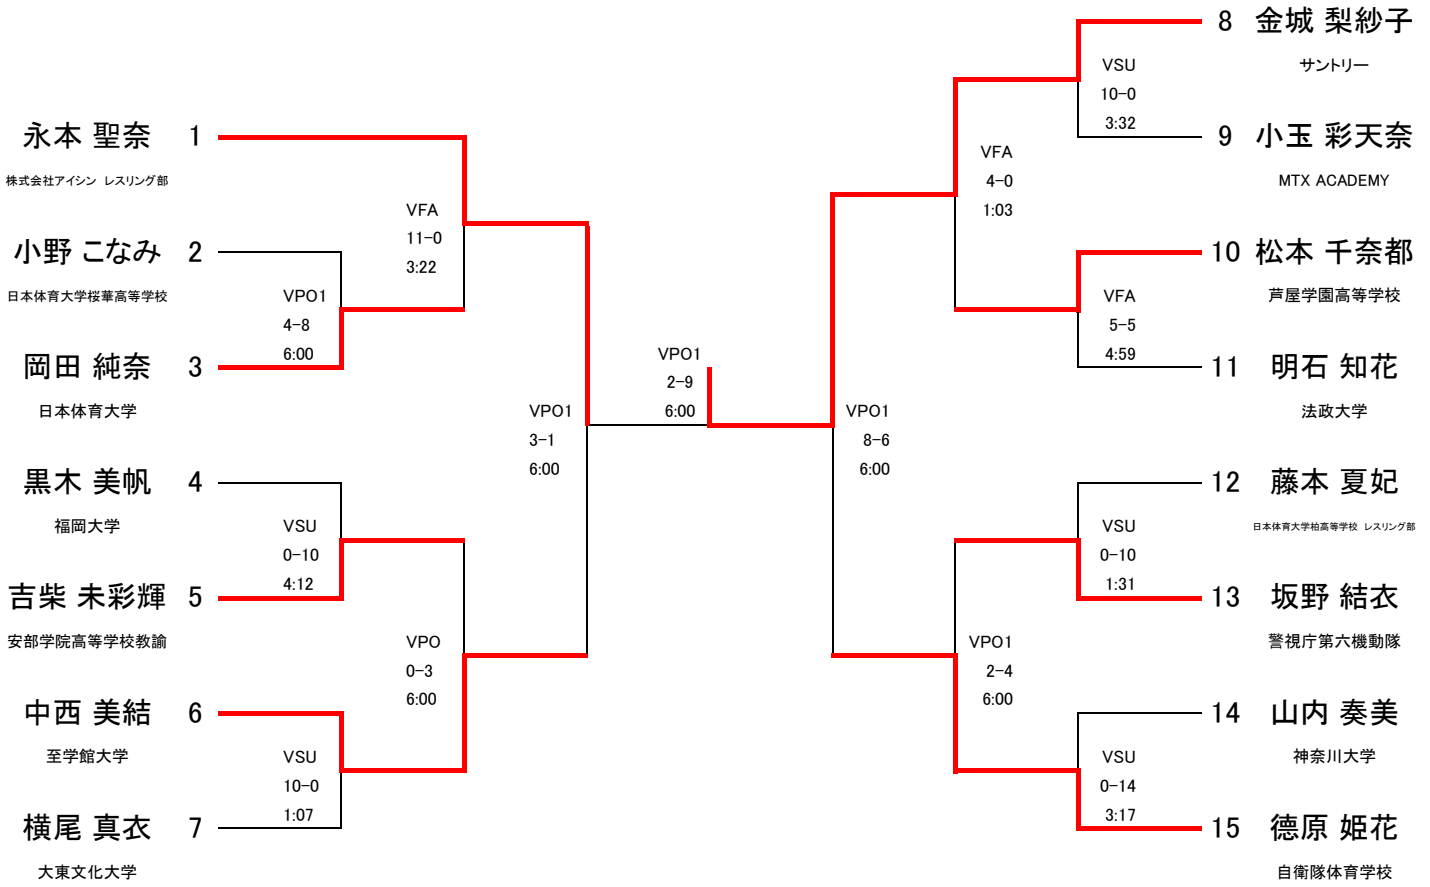 永本 聖奈 1
株式会社アイシン レスリング部
小野 こなみ 2
日本体育大学桜華高等学校
岡田 純奈 3
日本体育大学
黒木 美帆 4
福岡大学
吉柴 未彩輝 5
安部学院高等学校教諭
中西 美結 6
至学館大学
横尾 真衣 7
大東文化大学
VPO1
4-8
6:00
VSU
0-10
4:12
VSU
10-0
1:07
VFA
11-0
3:22
VPO
0-3
6:00
VPO1
3-1
6:00
VPO1
2-9
6:00
VPO1
8-6
6:00
VFA
4-0
1:03
VPO1
2-4
6:00
VSU
10-0
3:32
VFA
5-5
4:59
VSU
0-10
1:31
VSU
0-14
3:17
8 金城 梨紗子
サントリー
9 小玉 彩天奈
MTX ACADEMY
10 松本 千奈都
芦屋学園高等学校
11 明石 知花
法政大学
12 藤本 夏妃
日本体育大学柏高等学校 レスリング部
13 坂野 結衣
警視庁第六機動隊
14 山内 奏美
神奈川大学
15 德原 姫花
自衛隊体育学校